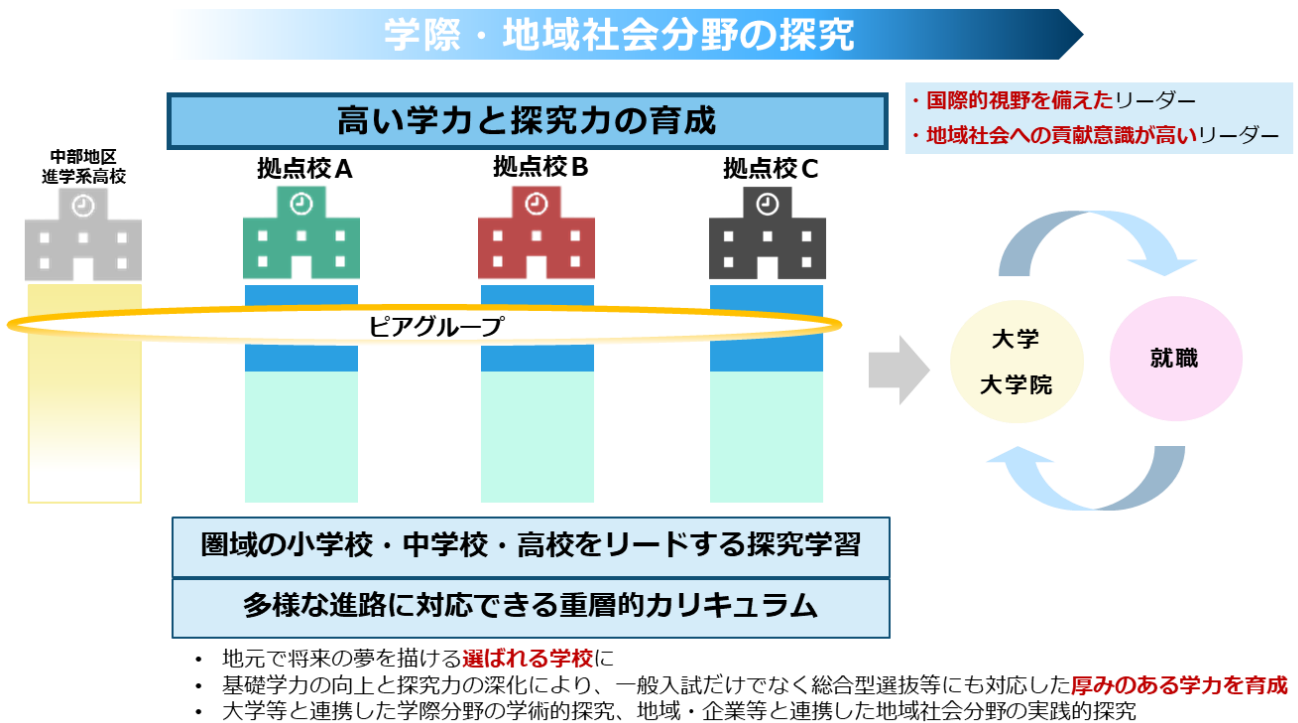 学際・地域社会分野の探究
高い学力と探究力の育成
・国際的視野を備えたリーダー
・地域社会への貢献意識が高いリーダー
中部地区
進学系高校
拠点校A
拠点校B
拠点校C
ピアグループ
大学
大学院
就職
圏域の小学校・中学校・高校をリードする探究学習
多様な進路に対応できる重層的カリキュラム
• 地元で将来の夢を描ける選ばれる学校に
• 基礎学力の向上と探究力の深化により、一般入試だけでなく総合型選抜等にも対応した厚みのある学力を育成
• 大学等と連携した学際分野の学術的探究、地域・企業等と連携した地域社会分野の実践的探究